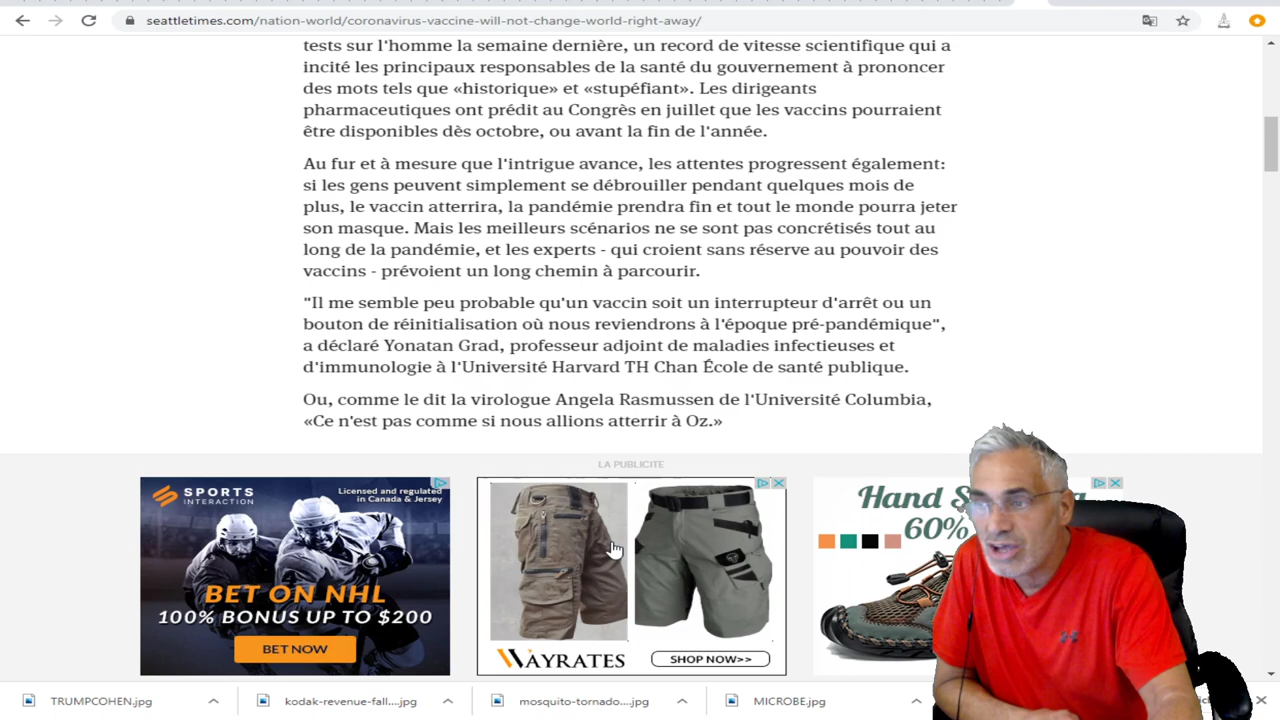 seattletimes.com/nation-world/coronavirus-vaccine-will-not-change-world-right-away/
tests sur l'homme la semaine dernière, un record de vitesse scientifique qui a
incité les principaux responsables de la santé du gouvernement à prononcer
des mots tels que «historique» et «stupéfiant». Les dirigeants
pharmaceutiques ont prédit au Congrès en juillet que les vaccins pourraient
être disponibles dès octobre, ou avant la fin de l'année.
Au fur et à mesure que l'intrigue avance, les attentes progressent également:
si les gens peuvent simplement se débrouiller pendant quelques mois de
plus, le vaccin atterrira, la pandémie prendra fin et tout le monde pourra jeter
son masque. Mais les meilleurs scénarios ne se sont pas concrétisés tout au
long de la pandémie, et les experts - qui croient sans réserve au pouvoir des
vaccins - prévoient un long chemin à parcourir.
"Il me semble peu probable qu'un vaccin soit un interrupteur d'arrêt ou un
bouton de réinitialisation où nous reviendrons à l'époque pré-pandémique",
a déclaré Yonatan Grad, professeur adjoint de maladies infectieuses et
d'immunologie à l'Université Harvard TH Chan École de santé publique.
Ou, comme le dit la virologue Angela Rasmussen de l'Université Columbia,
«Ce n'est pas comme si nous allions atterrir à Oz.»
LA PUBLICITE
SPORTS
INTERACTION
Licensed and regulated
in Canada & Jersey
BET ON NHL
100% BONUS UP TO $200
BET NOW
WAYRATES
SHOP NOW>>
Hand
60%
TRUMPCOHEN.jpg
kodak-revenue-fall....jpg
mosquito-tornado....jpg
MICROBE.jpg